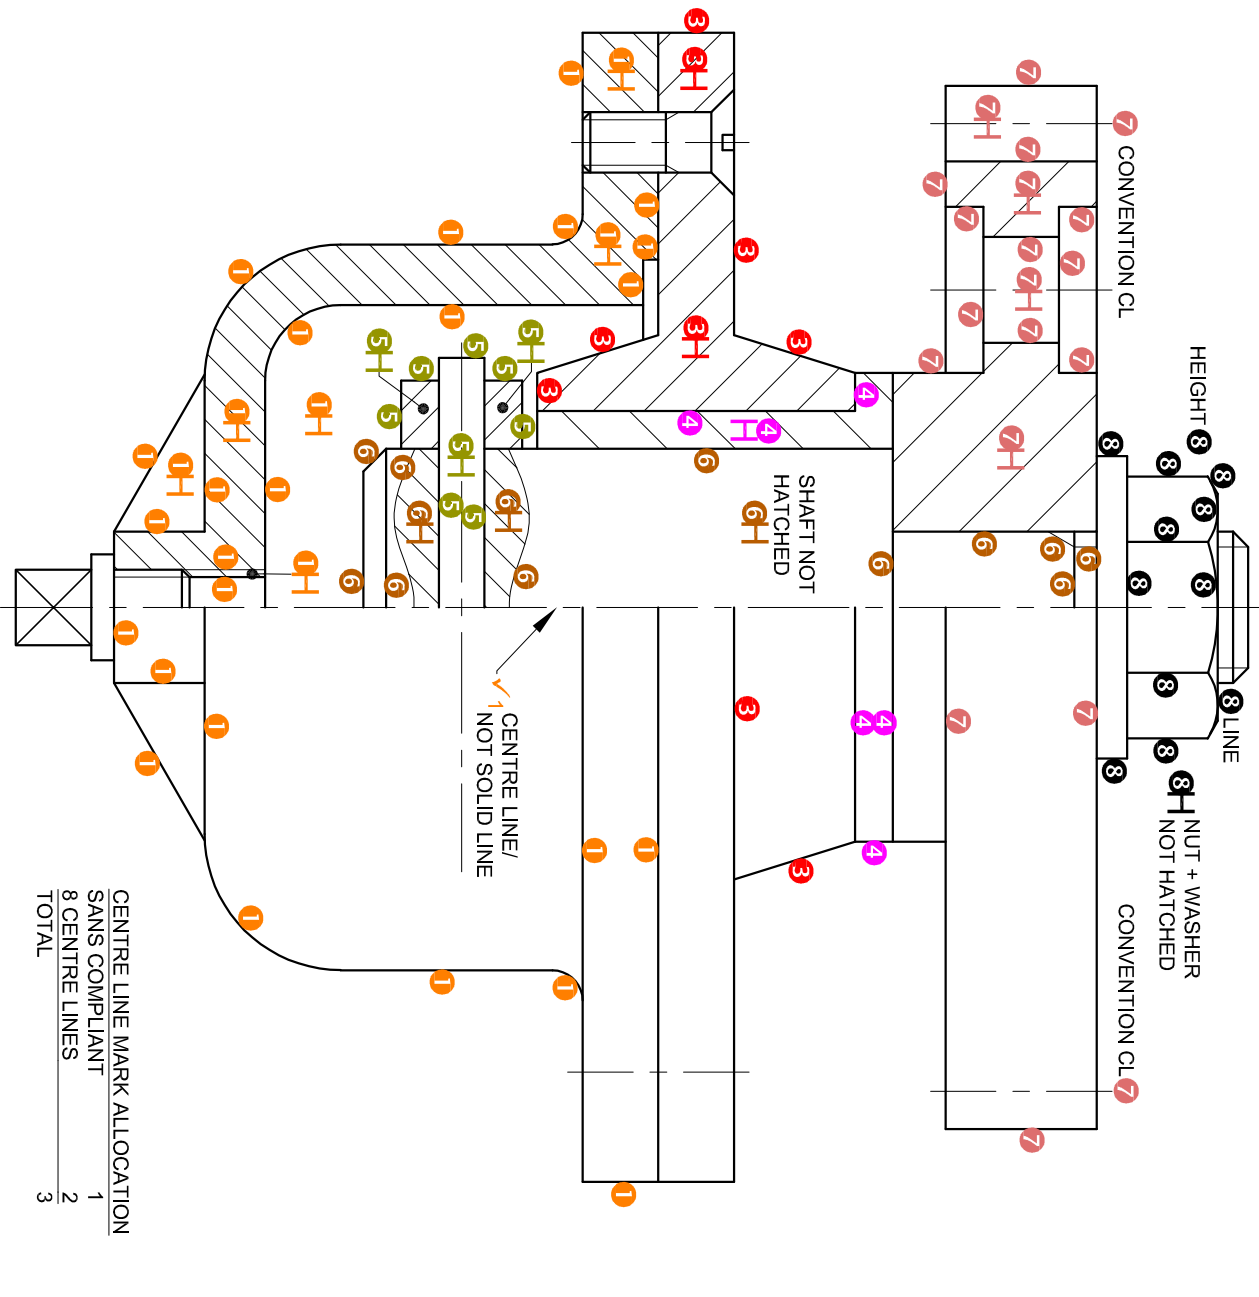 CONVENTION CL
HEIGHT
SHAFT NOT
HATCHED
LINE
NUT + WASHER
NOT HATCHED
CONVENTION CL
✓ 1
CENTRE LINE/
NOT SOLID LINE
CENTRE LINE MARK ALLOCATION
SANS COMPLIANT 1
8 CENTRE LINES 2
TOTAL 3